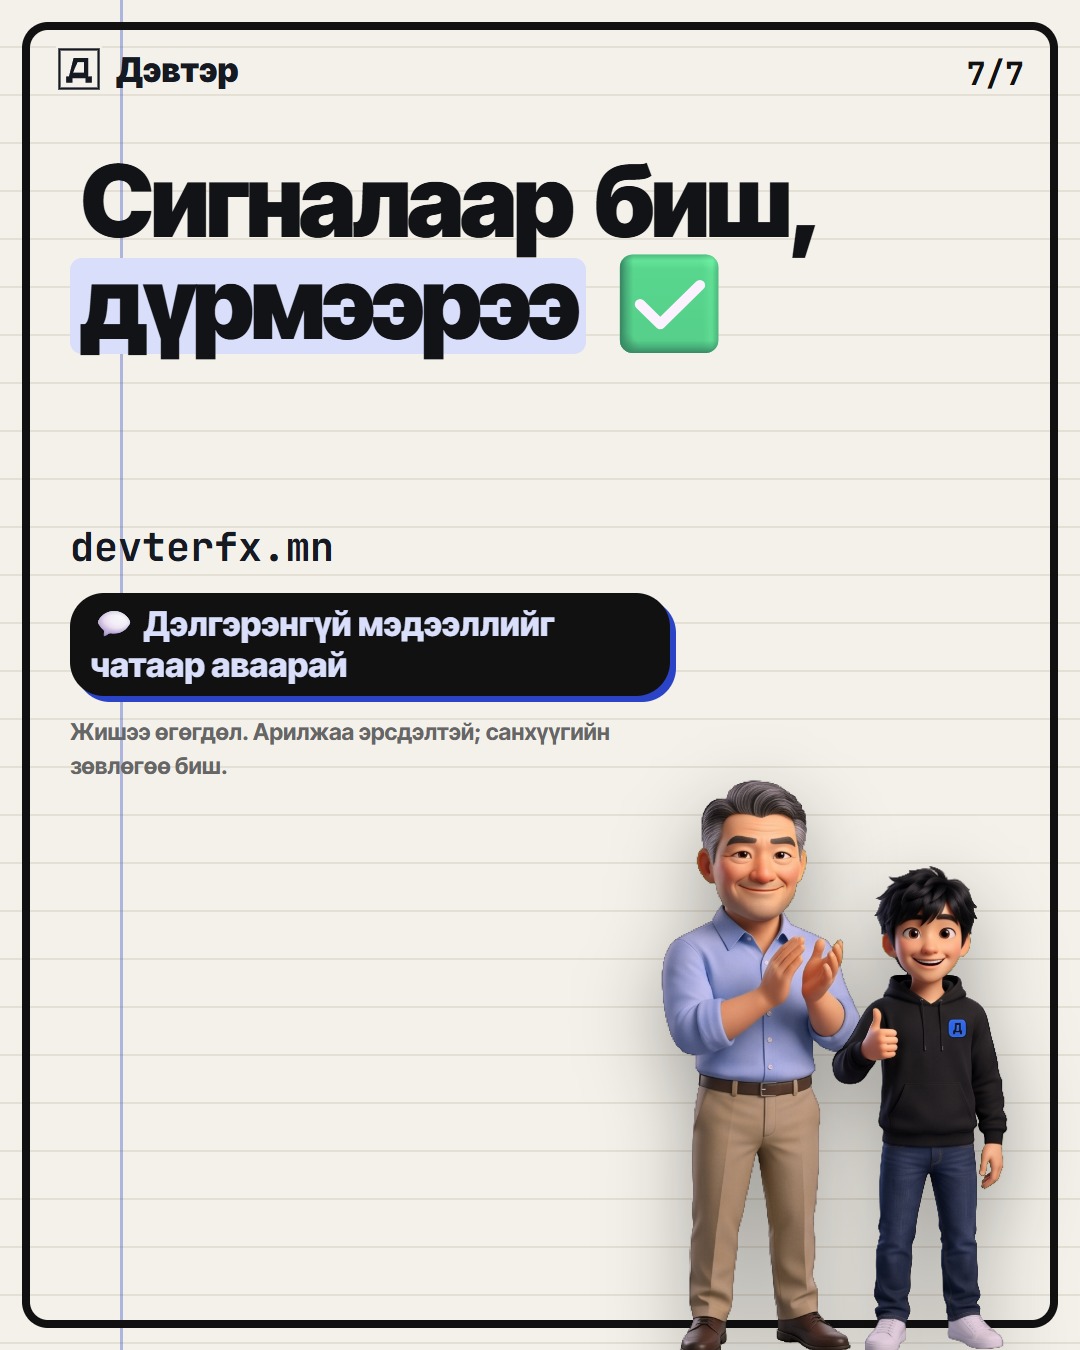 Д Дэвтэр
7/7
Сигналаар биш,
дүрмээрээ ✅
devterfx.mn
💬 Дэлгэрэнгүй мэдээллийг
чатаар аваарай
Жишээ өгөгдөл. Арилжаа эрсдэлтэй; санхүүгийн
зөвлөгөө биш.
Д